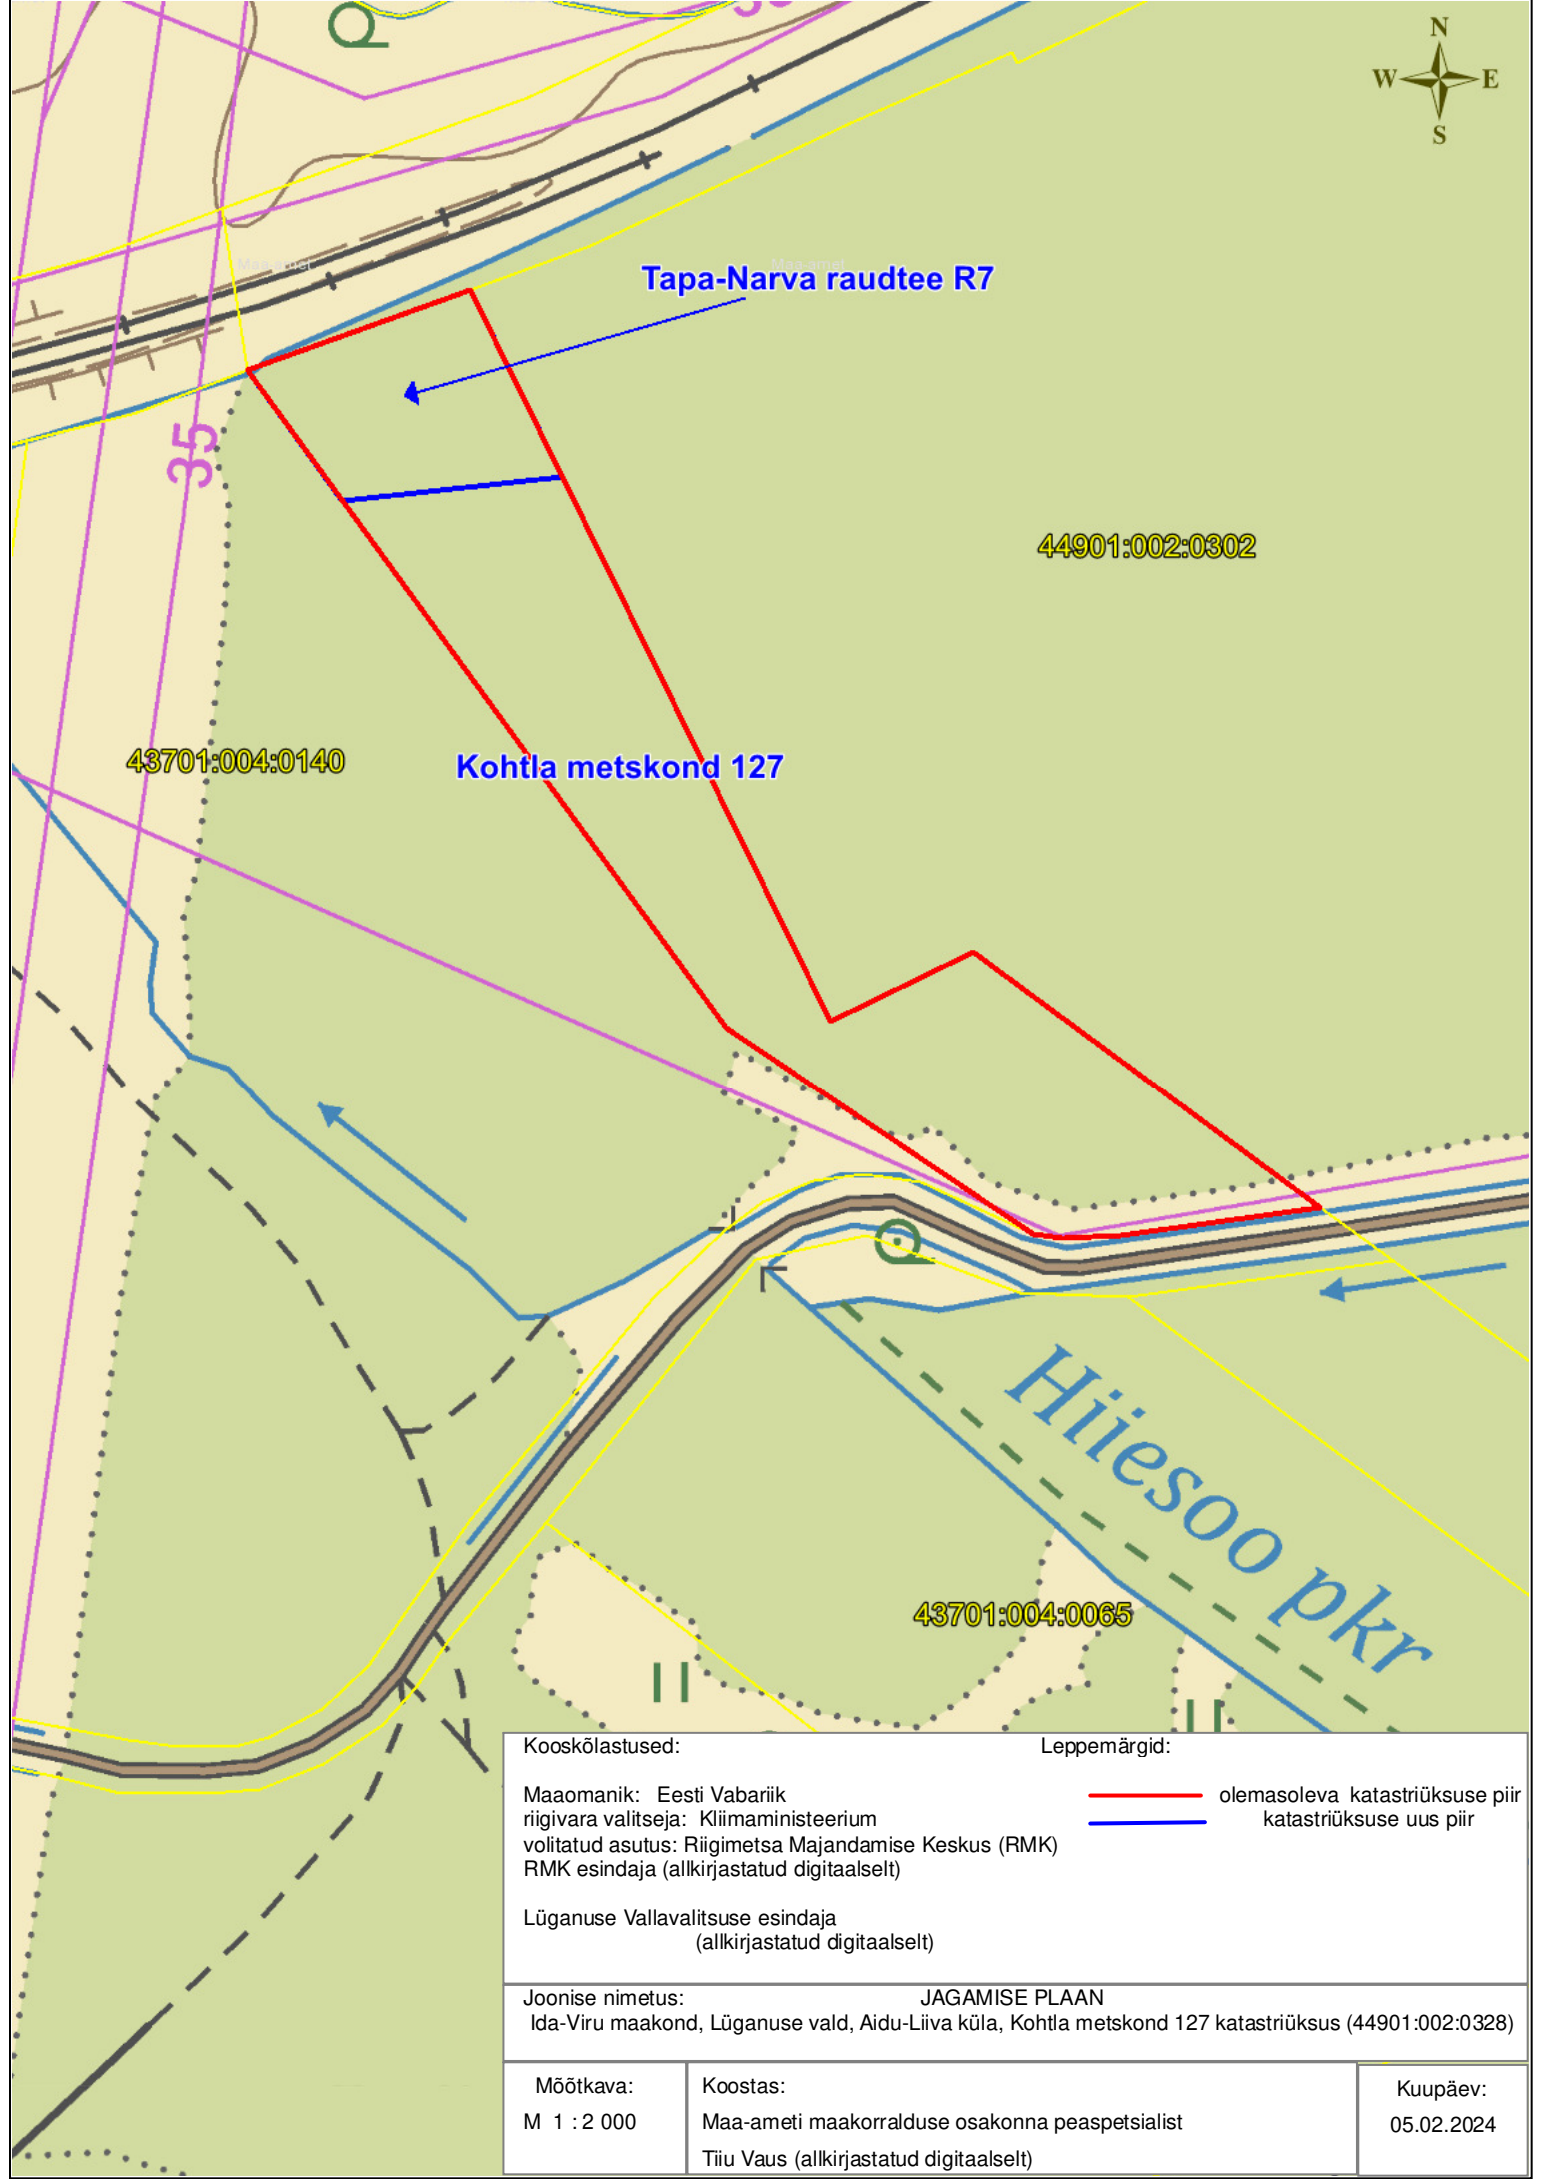 N
W E
S
Maa-amet Maa-amet
Tapa-Narva raudtee R7
35
44901:002:0302
43701:004:0140
Kohtla metskond 127
Hiiesoo pkr
43701:004:0065
Kooskõlastused:
Leppemärgid:
Maaomanik: Eesti Vabariik
riigivara valitseja: Kliimaministeerium
volitatud asutus: Riigimetsa Majandamise Keskus (RMK)
RMK esindaja (allkirjastatud digitaalselt)
olemasoleva katastriüksuse piir
katastriüksuse uus piir
Lüganuse Vallavalitsuse esindaja
(allkirjastatud digitaalselt)
Joonise nimetus: JAGAMISE PLAAN
Ida-Viru maakond, Lüganuse vald, Aidu-Liiva küla, Kohtla metskond 127 katastriüksus (44901:002:0328)
Mõõtkava:
M 1 : 2 000
Koostas:
Maa-ameti maakorralduse osakonna peaspetsialist
Tiiu Vaus (allkirjastatud digitaalselt)
Kuupäev:
05.02.2024